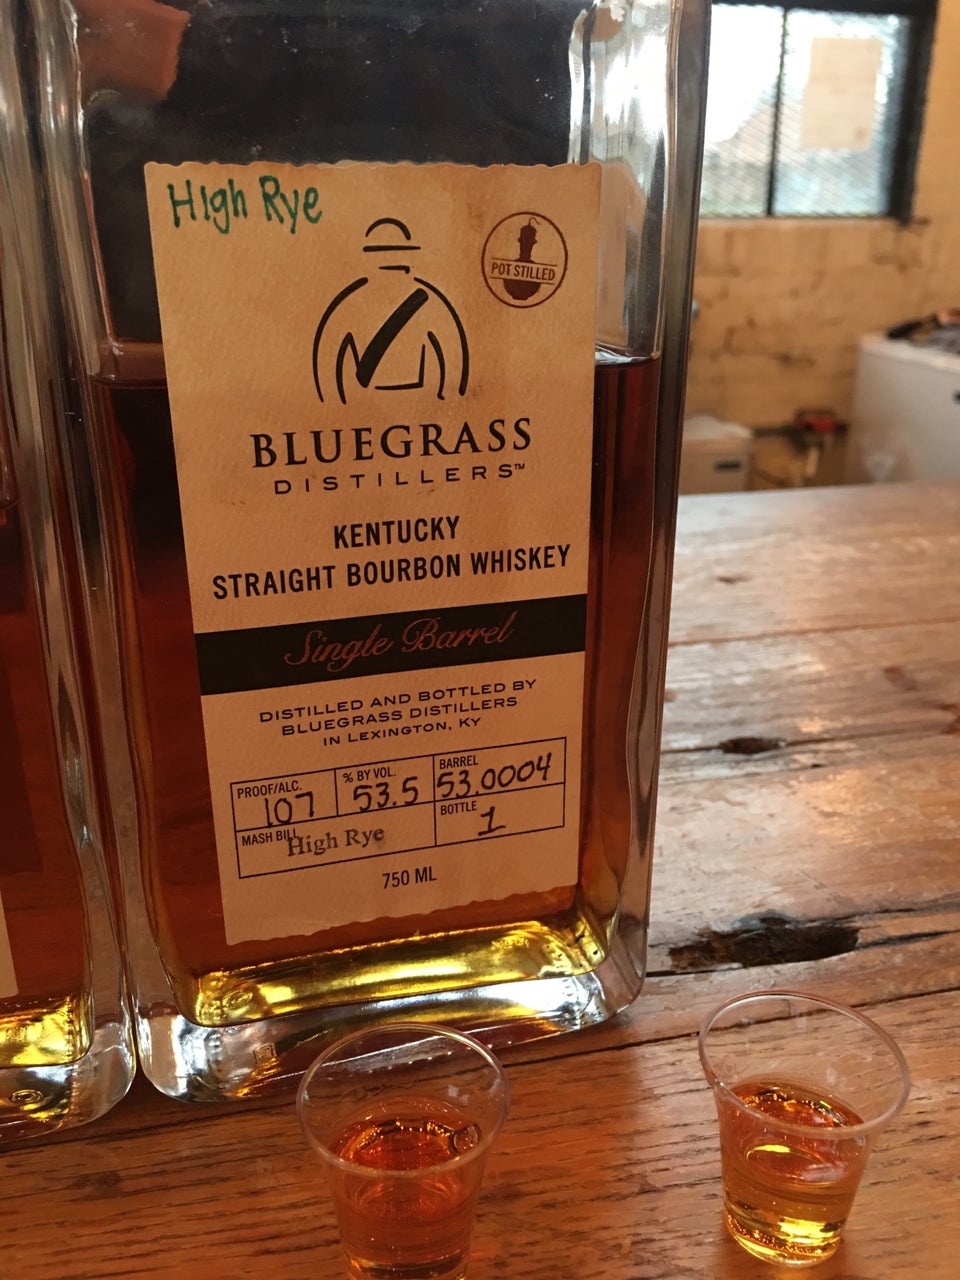 High Rye
POT STILLED
BLUEGRASS
DISTILLERS™
KENTUCKY
STRAIGHT BOURBON WHISKEY
Single Barrel
DISTILLED AND BOTTLED BY
BLUEGRASS DISTILLERS
IN LEXINGTON, KY
PROOF/ALC. % BY VOL. BARREL
107 53.5 53.0004
MASH BILL High Rye BOTTLE 1
750 ML